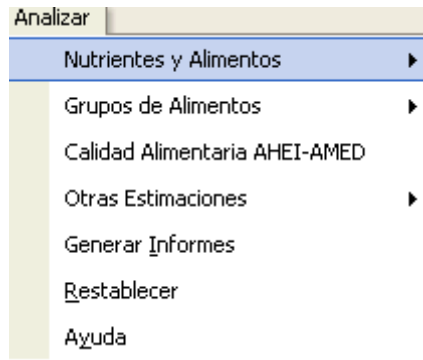 Analizar
Nutrientes y Alimentos
Grupos de Alimentos
Calidad Alimentaria AHEI-AMED
Otras Estimaciones
Generar Informes
Restablecer
Ayuda